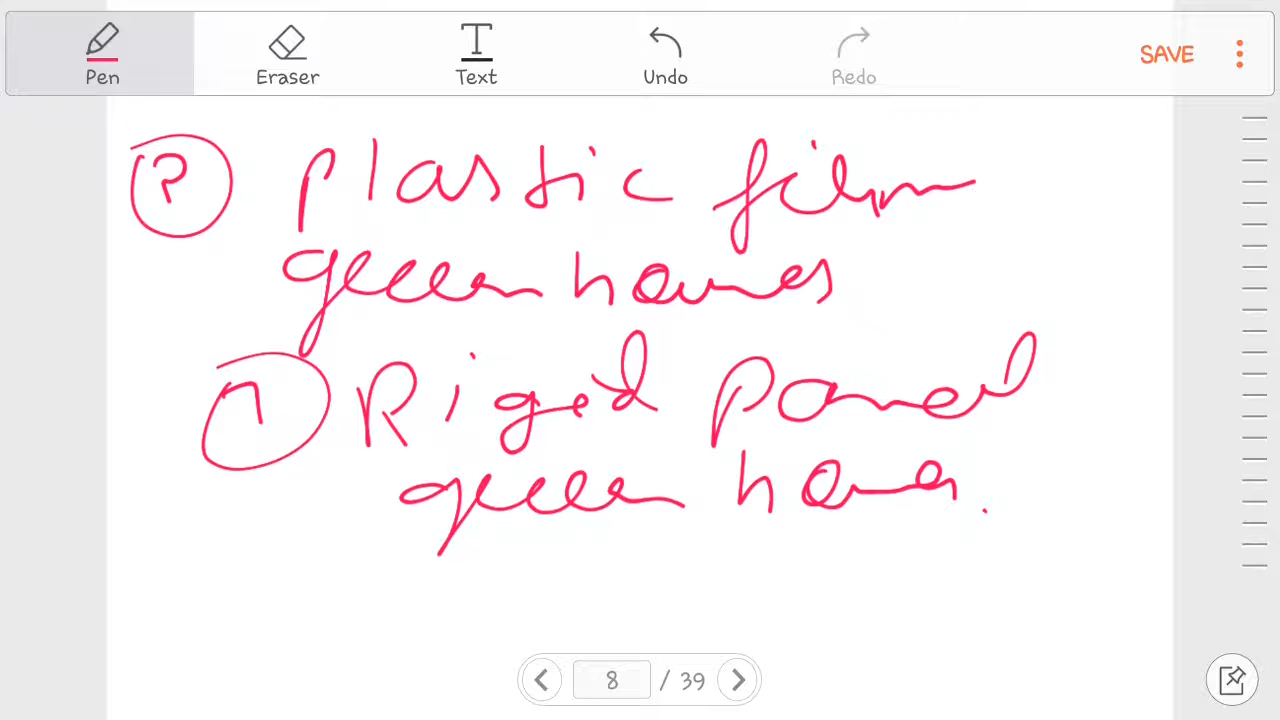 Pen
Eraser
Text
Undo
Redo
SAVE
Plastic film
green houses
Rigid Panel
green house.
8 / 39